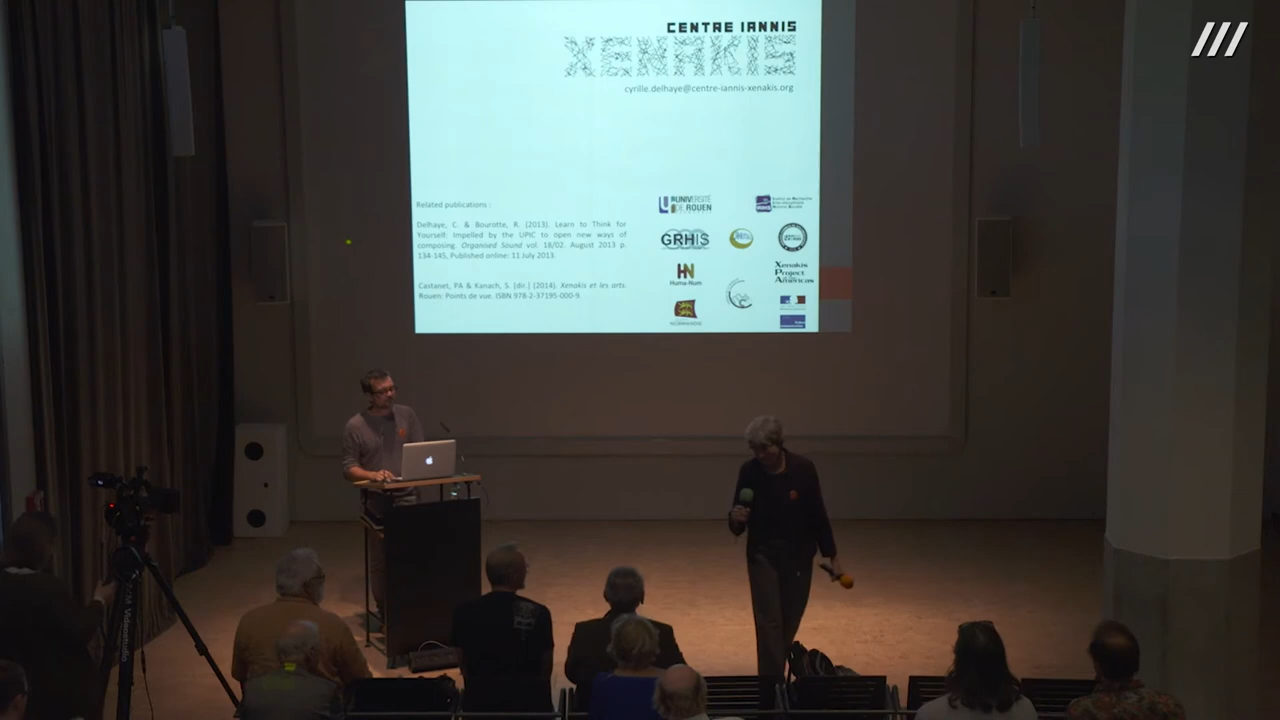 CENTRE IANNIS
XENAKIS
cyrille.delhaye@centre-iannis-xenakis.org
Related publications :
Delhaye, C. & Bourotte, R. (2013). Learn to Think for
Yourself: Impelled by the UPIC to open new ways of
composing. Organised Sound vol. 18/02. August 2013 p.
134-145, Published online: 11 July 2013.
Castanet, PA & Kanach, S. [dir.] (2014). Xenakis et les arts.
Rouen: Points de vue. ISBN 978-2-37195-000-9.
UNIVERSITÉ
DE ROUEN
GRHIS
HN
Huma-Num
Xenakis
Project
of the
Americas
NORMANDIE